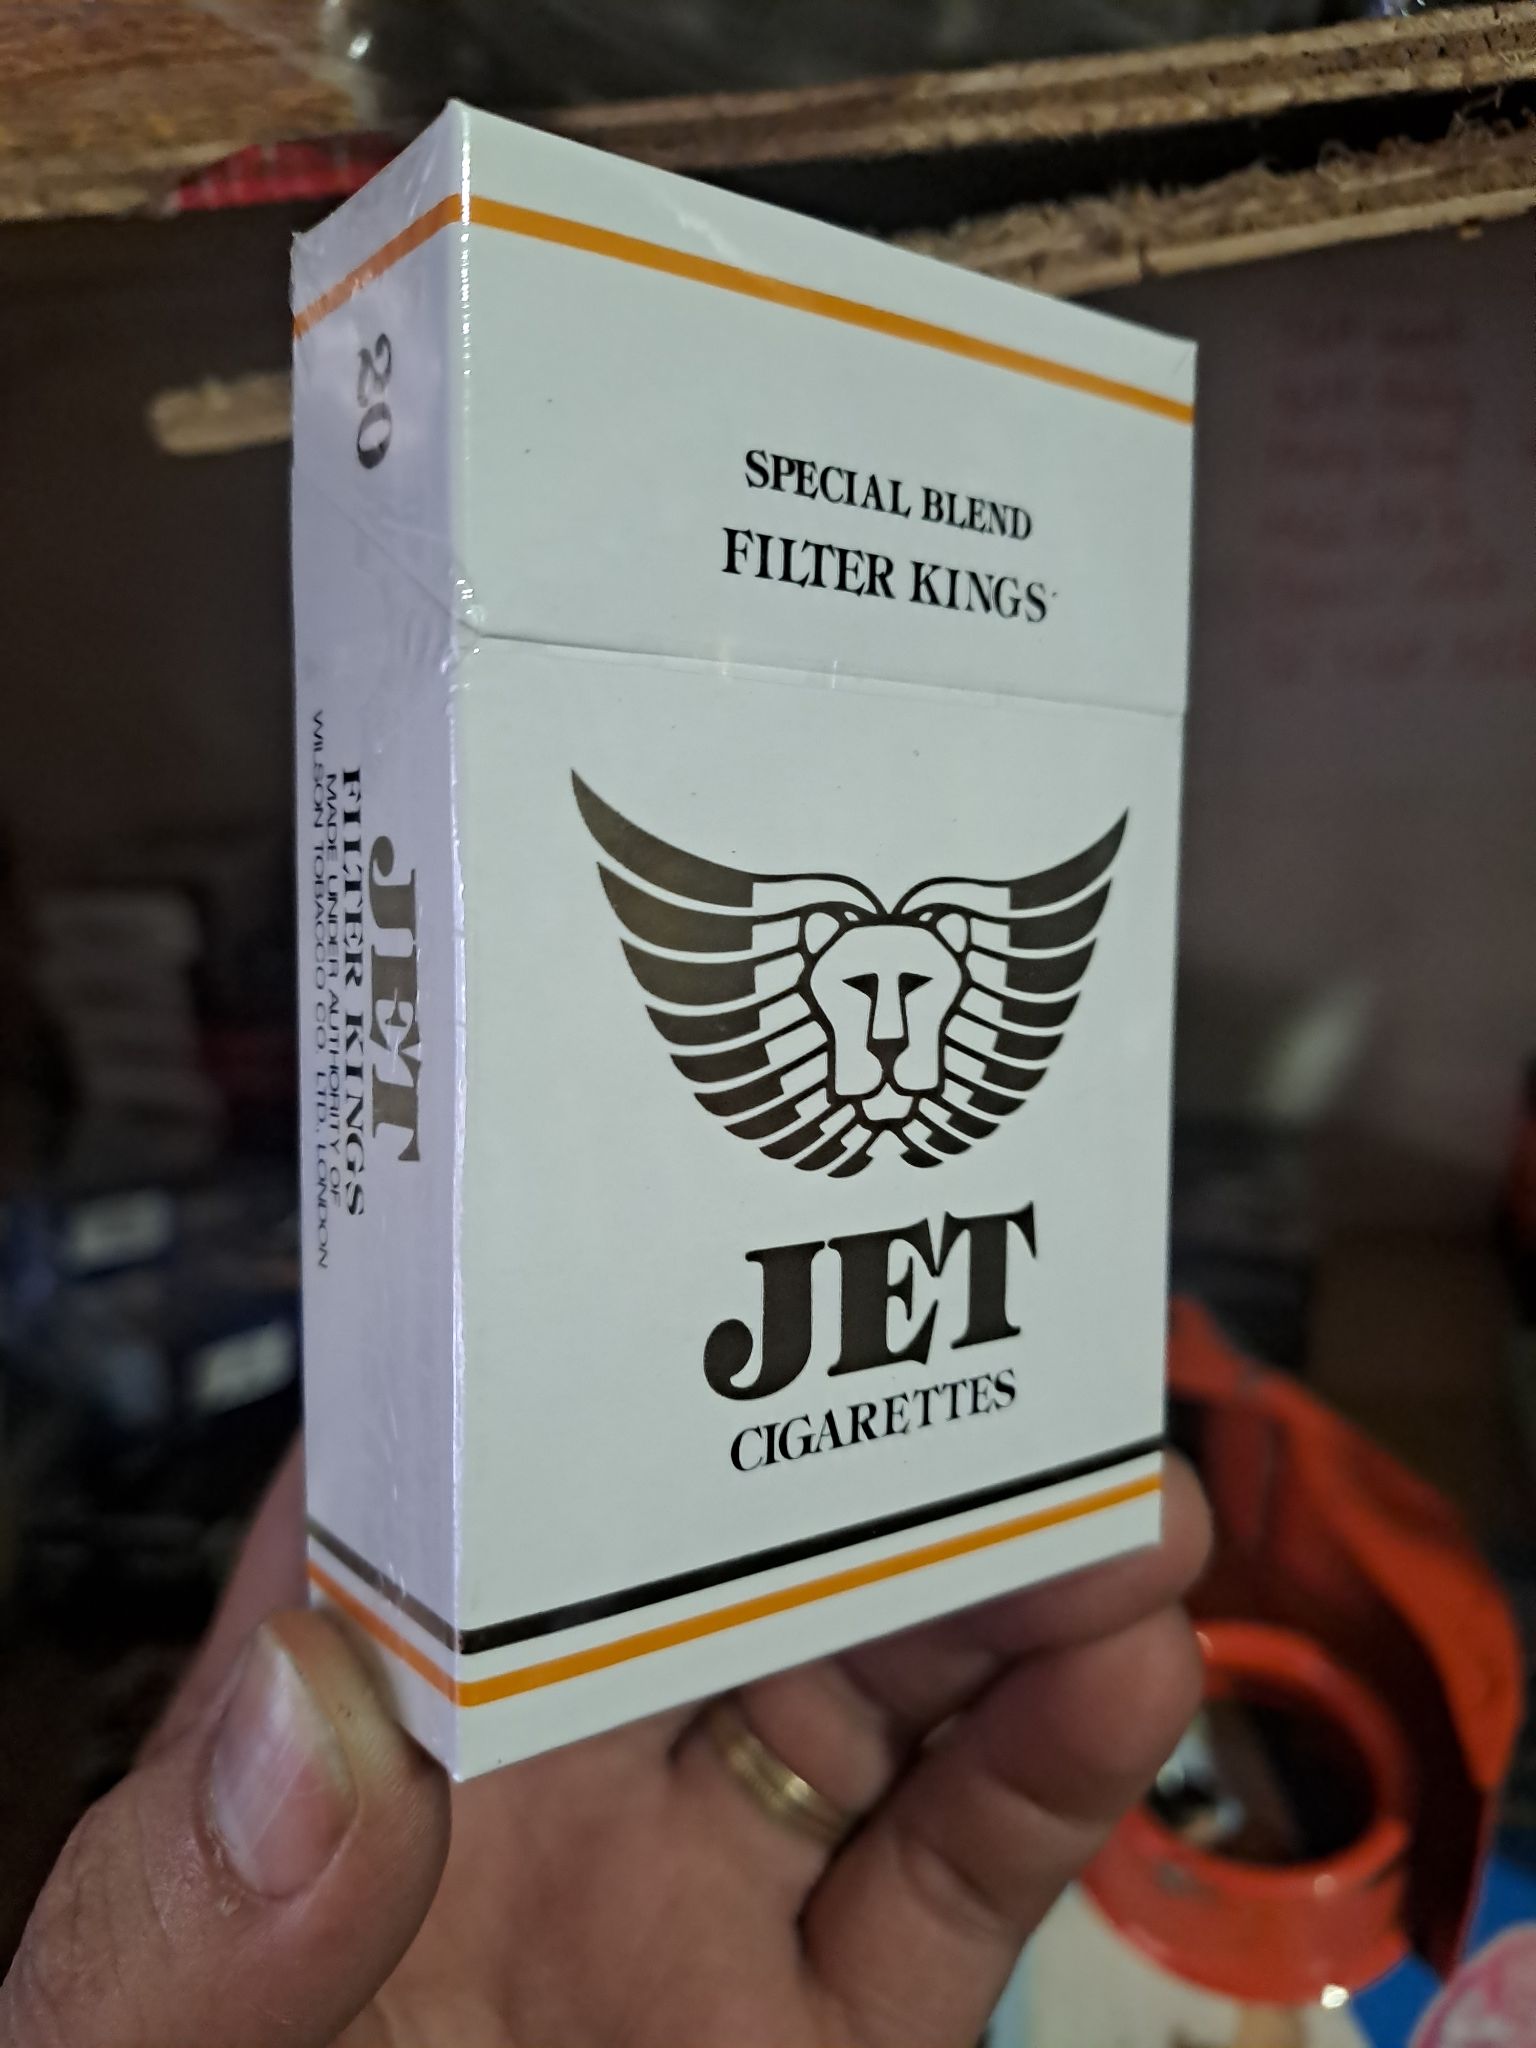 SPECIAL BLEND
FILTER KINGS
JET
CIGARETTES
20
JET
FILTER KINGS
MADE UNDER AUTHORITY OF
WILSON TOBACCO CO. LTD. LONDON